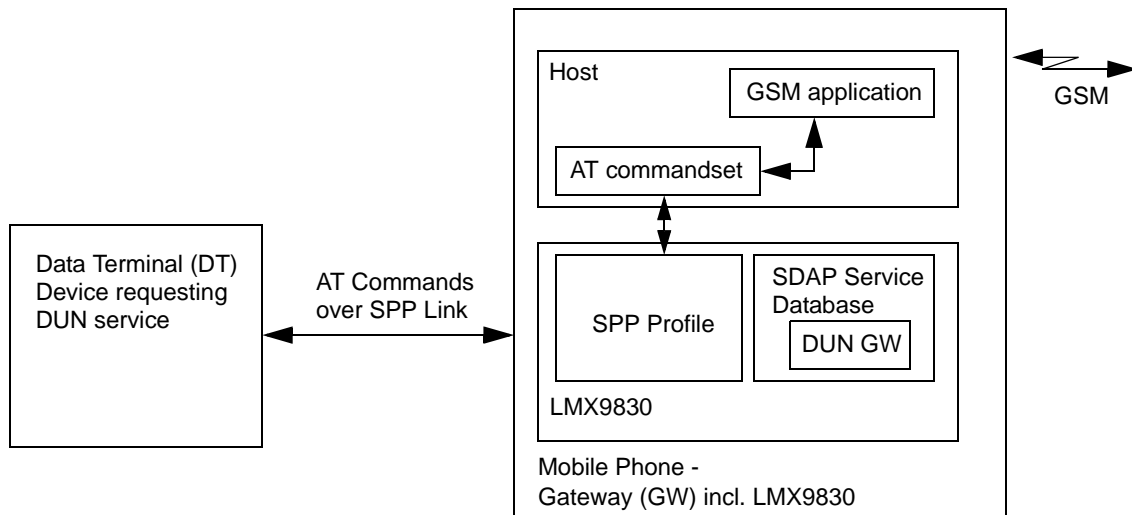 Host
GSM application
GSM
AT commandset
Data Terminal (DT)
Device requesting
DUN service
AT Commands
over SPP Link
SPP Profile
SDAP Service
Database
DUN GW
LMX9830
Mobile Phone -
Gateway (GW) incl. LMX9830